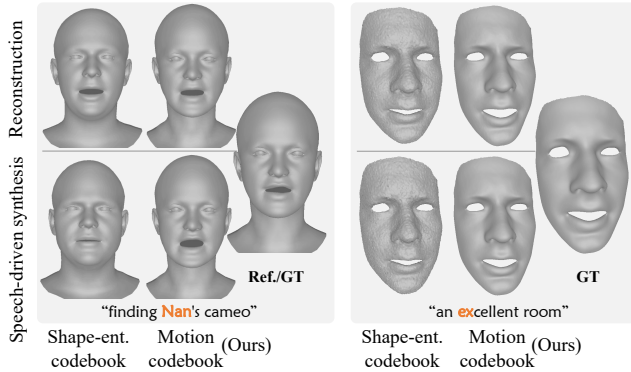 Reconstruction
Speech-driven synthesis
Ref./GT
GT
"finding Nan's cameo"
"an excellent room"
Shape-ent. codebook
Motion codebook (Ours)
Shape-ent. codebook
Motion codebook (Ours)